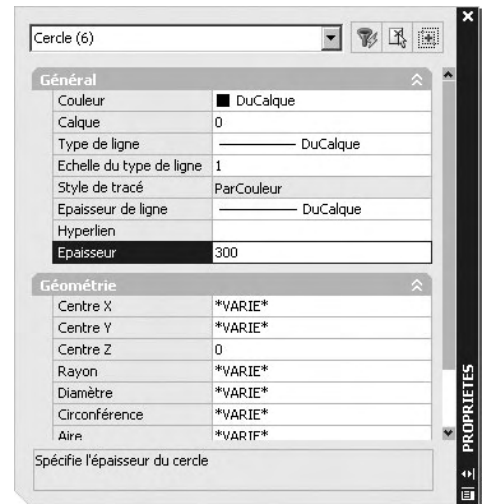 Cercle (6)
Général
Couleur DuCalque
Calque 0
Type de ligne DuCalque
Echelle du type de ligne 1
Style de tracé ParCouleur
Epaisseur de ligne DuCalque
Hyperlien
Epaisseur 300
Géométrie
Centre X *VARIE*
Centre Y *VARIE*
Centre Z 0
Rayon *VARIE*
Diamètre *VARIE*
Circonférence *VARIE*
Aire *VARIE*
Spécifie l'épaisseur du cercle
PROPRIETES